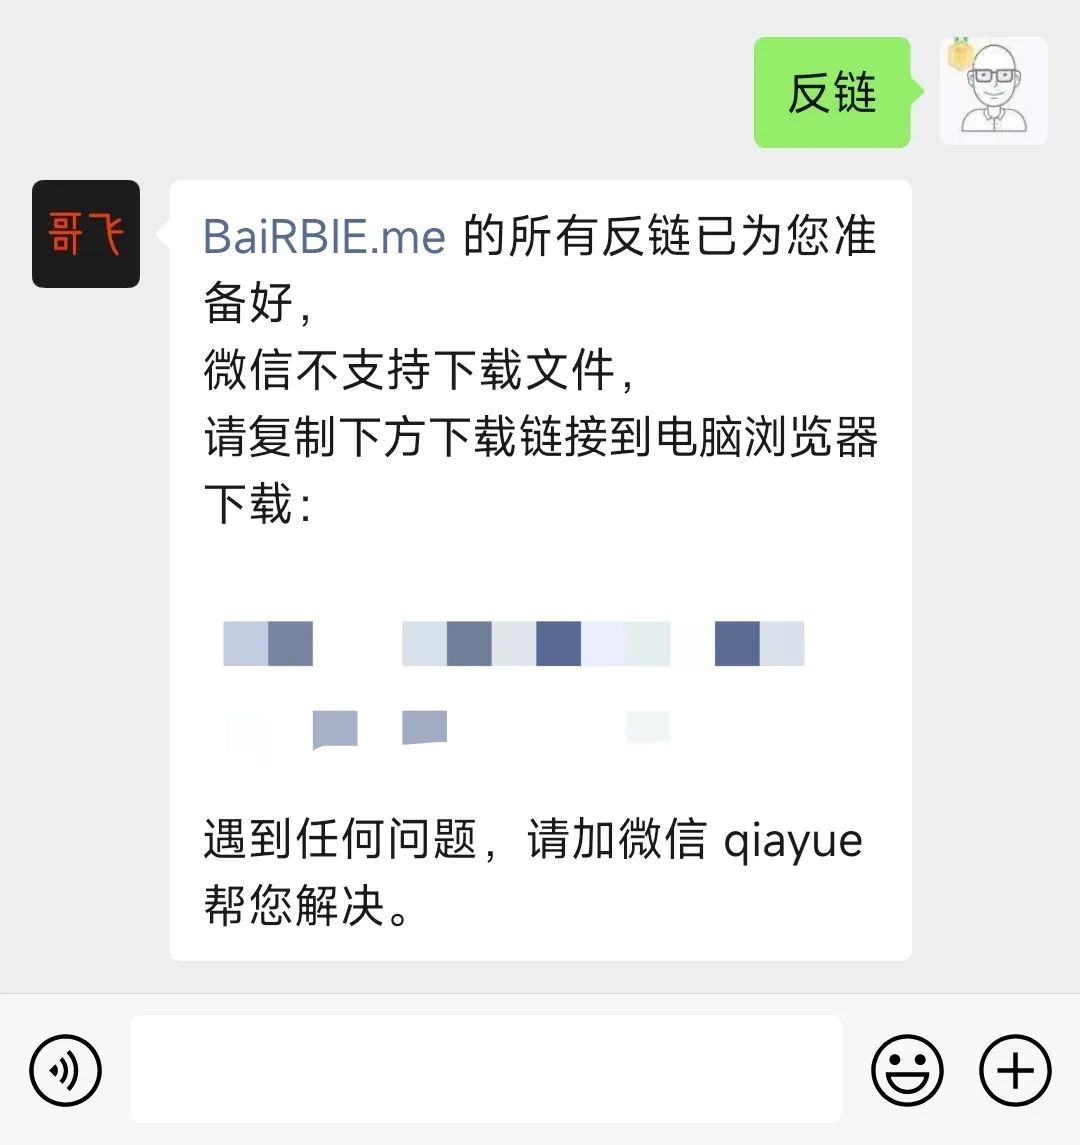 反链
哥飞
BaiRBIE.me 的所有反链已为您准
备好，
微信不支持下载文件，
请复制下方下载链接到电脑浏览器
下载：
遇到任何问题，请加微信 qiayue
帮您解决。